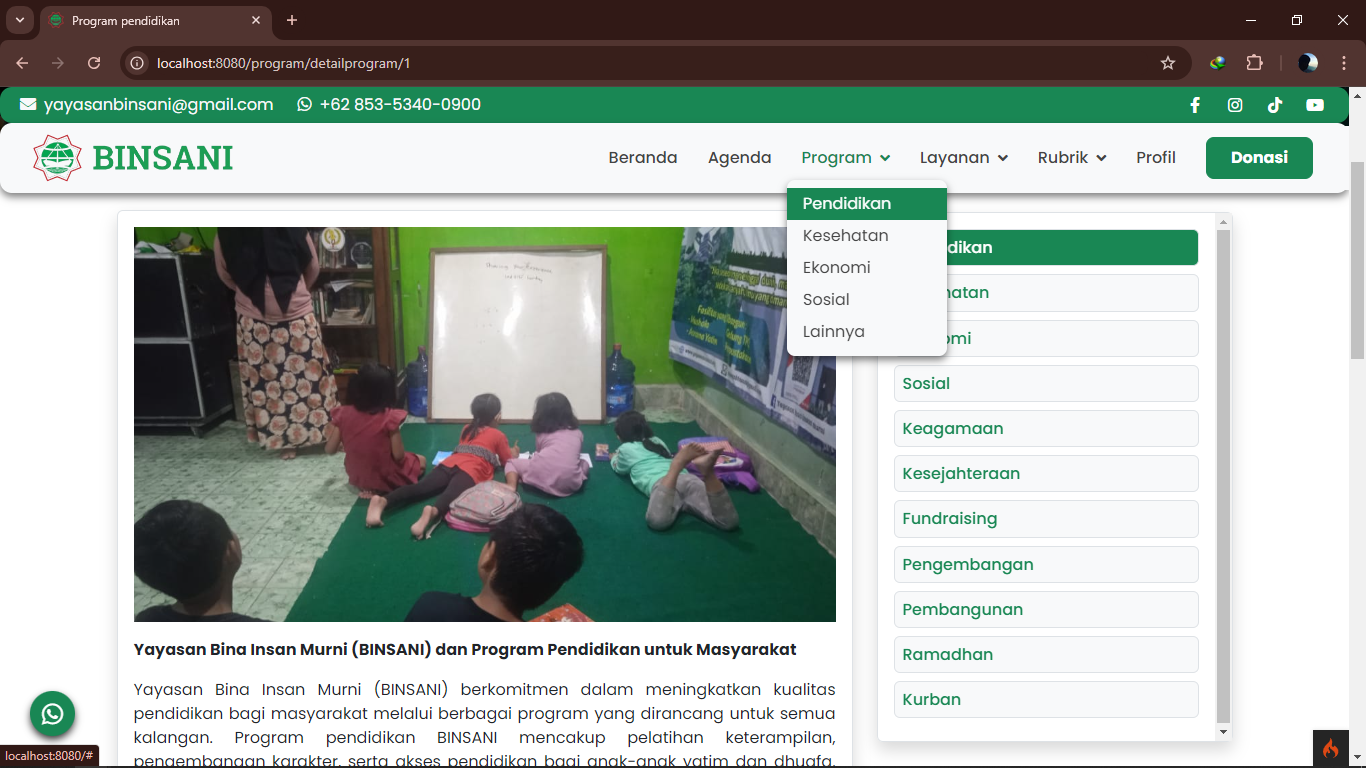 Program pendidikan
localhost:8080/program/detailprogram/1
yayasanbinsani@gmail.com +62 853-5340-0900
BINSANI
Beranda Agenda Program Layanan Rubrik Profil Donasi
Pendidikan
Kesehatan
Ekonomi
Sosial
Lainnya
dikan
hatan
omi
Sosial
Keagamaan
Kesejahteraan
Fundraising
Pengembangan
Pembangunan
Ramadhan
Kurban
Yayasan Bina Insan Murni (BINSANI) dan Program Pendidikan untuk Masyarakat
Yayasan Bina Insan Murni (BINSANI) berkomitmen dalam meningkatkan kualitas
pendidikan bagi masyarakat melalui berbagai program yang dirancang untuk semua
kalangan. Program pendidikan BINSANI mencakup pelatihan keterampilan,
pengembangan karakter, serta akses pendidikan bagi anak-anak yatim dan dhuafa.
localhost:8080/#